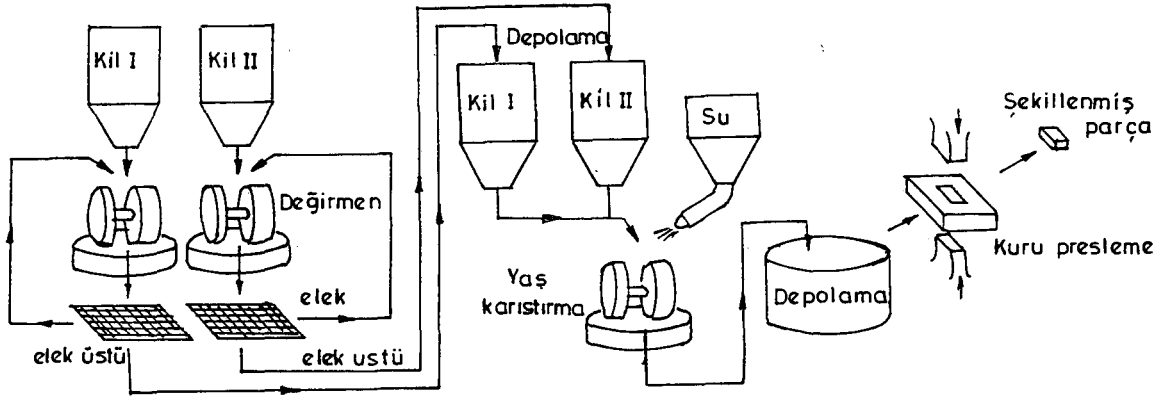 Kil I
Kil II
Değirmen
elek
elek üstü
elek ustü
Depolama
Kil I
Kil II
Su
Yaş
karıstırma
Depolama
Kuru presleme
Şekillenmiş
parça